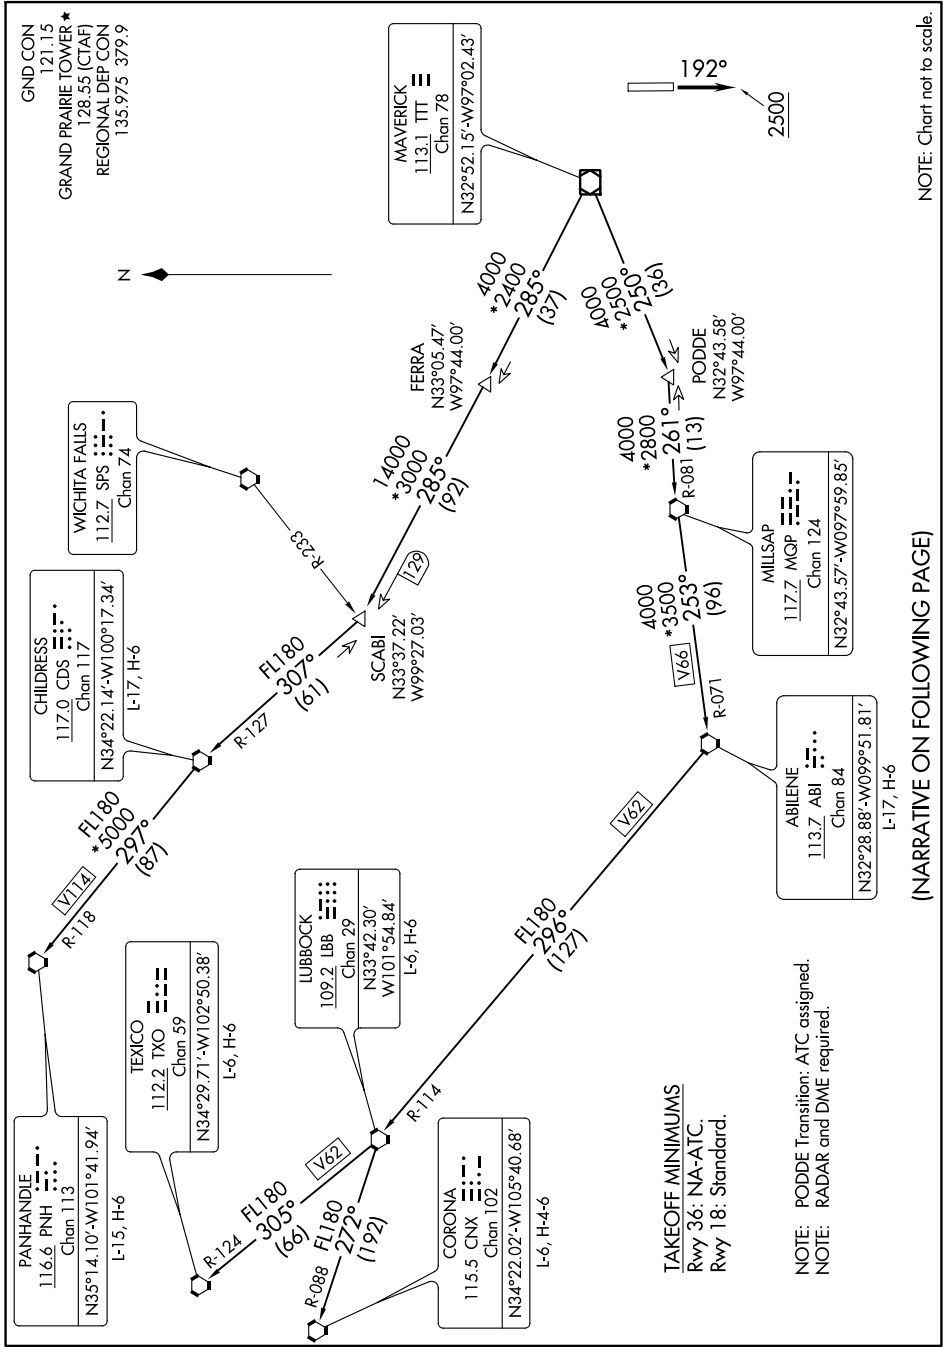 GND CON
121.15
GRAND PRAIRIE TOWER ★
128.55 (CTAF)
REGIONAL DEP CON
135.975 379.9
N
PANHANDLE
116.6 PNH
Chan 113
N35°14.10′-W101°41.94′
L-15, H-6
CHILDRESS
117.0 CDS
Chan 117
N34°22.14′-W100°17.34′
L-17, H-6
WICHITA FALLS
112.7 SPS
Chan 74
MAVERICK
113.1 TTT
Chan 78
N32°52.15′-W97°02.43′
V114
R-118
FL180
*5000
297°
(87)
R-127
FL180
307°
(61)
R-233
SCABI
N33°37.22′
W99°27.03′
129
14000
*3000
285°
(92)
FERRA
N33°05.47′
W97°44.00′
4000
*2400
285°
(37)
TEXICO
112.2 TXO
Chan 59
N34°29.71′-W102°50.38′
L-6, H-6
LUBBOCK
109.2 LBB
Chan 29
N33°42.30′
W101°54.84′
L-6, H-6
R-124
FL180
305°
(66)
V62
R-088
FL180
272°
(192)
CORONA
115.5 CNX
Chan 102
N34°22.02′-W105°40.68′
L-6, H-4-6
R-114
FL180
296°
(127)
V62
4000
*3500
253°
(96)
V66
R-071
R-081
4000
*2800
261°
(13)
PODDE
N32°43.58′
W97°44.00′
4000
*2500
250°
(36)
192°
2500
ABILENE
113.7 ABI
Chan 84
N32°28.88′-W099°51.81′
L-17, H-6
MILLSAP
117.7 MQP
Chan 124
N32°43.57′-W097°59.85′
TAKEOFF MINIMUMS
Rwy 36: NA-ATC.
Rwy 18: Standard.
NOTE: PODDE Transition: ATC assigned.
NOTE: RADAR and DME required.
NOTE: Chart not to scale.
(NARRATIVE ON FOLLOWING PAGE)